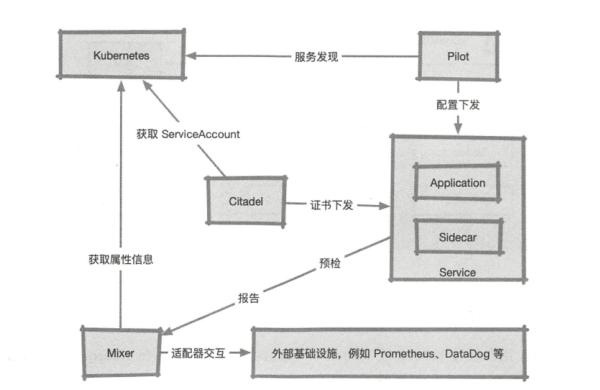 Kubernetes
服务发现
Pilot
配置下发
获取 ServiceAccount
Application
Citadel
证书下发
Sidecar
Service
预检
获取属性信息
报告
Mixer
适配器交互
外部基础设施，例如 Prometheus、DataDog 等